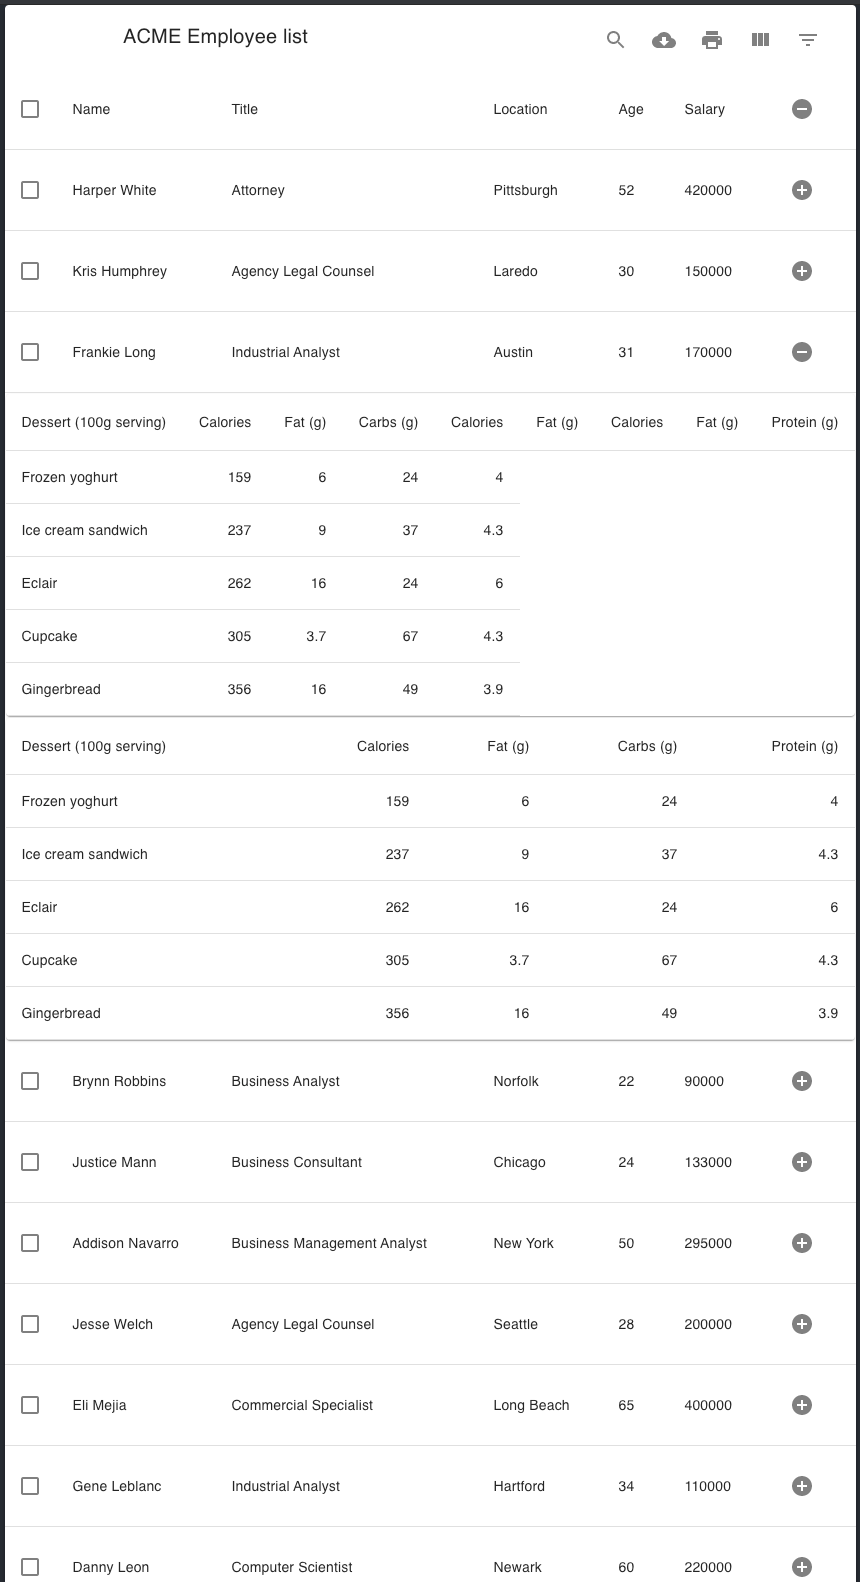 ACME Employee list
Name Title Location Age Salary
Harper White Attorney Pittsburgh 52 420000
Kris Humphrey Agency Legal Counsel Laredo 30 150000
Frankie Long Industrial Analyst Austin 31 170000
Dessert (100g serving) Calories Fat (g) Carbs (g) Calories Fat (g) Calories Fat (g) Protein (g)
Frozen yoghurt 159 6 24 4
Ice cream sandwich 237 9 37 4.3
Eclair 262 16 24 6
Cupcake 305 3.7 67 4.3
Gingerbread 356 16 49 3.9
Dessert (100g serving) Calories Fat (g) Carbs (g) Protein (g)
Frozen yoghurt 159 6 24 4
Ice cream sandwich 237 9 37 4.3
Eclair 262 16 24 6
Cupcake 305 3.7 67 4.3
Gingerbread 356 16 49 3.9
Brynn Robbins Business Analyst Norfolk 22 90000
Justice Mann Business Consultant Chicago 24 133000
Addison Navarro Business Management Analyst New York 50 295000
Jesse Welch Agency Legal Counsel Seattle 28 200000
Eli Mejia Commercial Specialist Long Beach 65 400000
Gene Leblanc Industrial Analyst Hartford 34 110000
Danny Leon Computer Scientist Newark 60 220000